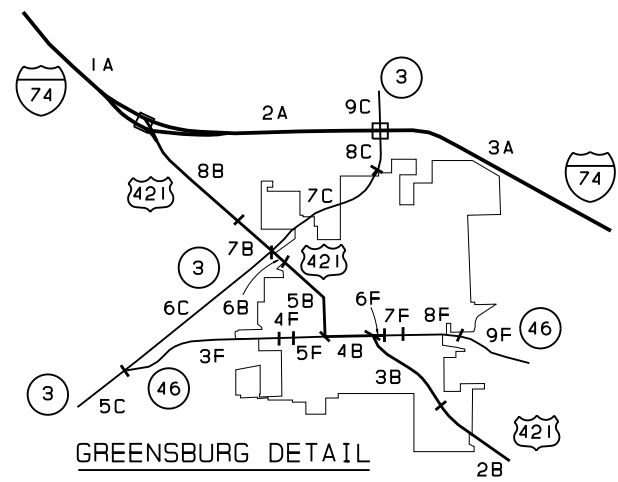 1A
74
3
9C
2A
8C
3A
74
8B
421
7C
7B
3
421
6C
6B
5B
6F
4F
7F
8F
46
9F
3F
5F
4B
3B
46
3
5C
421
GREENSBURG DETAIL
2B